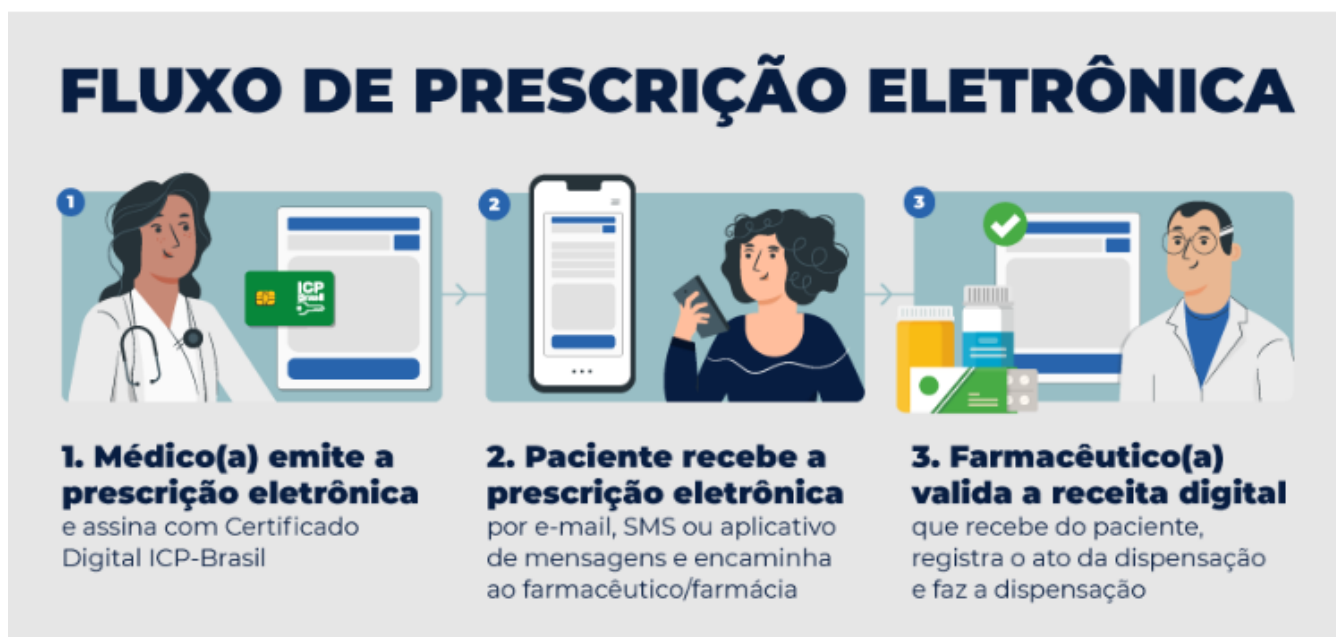 FLUXO DE PRESCRIÇÃO ELETRÔNICA
1
ICP
Brasil
2
3
1. Médico(a) emite a
prescrição eletrônica
e assina com Certificado
Digital ICP-Brasil
2. Paciente recebe a
prescrição eletrônica
por e-mail, SMS ou aplicativo
de mensagens e encaminha
ao farmacêutico/farmácia
3. Farmacêutico(a)
valida a receita digital
que recebe do paciente,
registra o ato da dispensação
e faz a dispensação